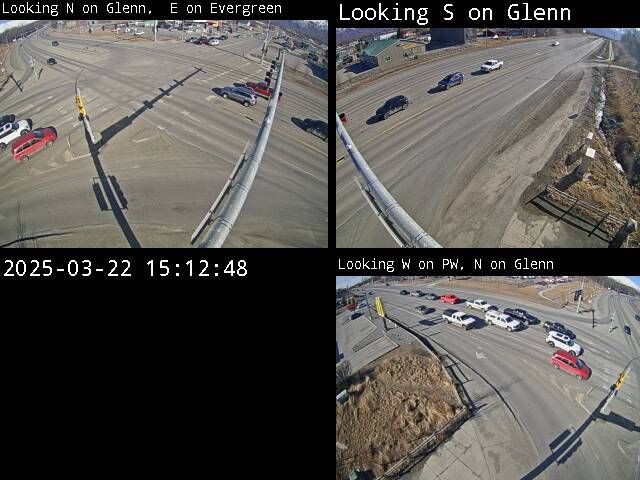 Looking N on Glenn,  E on Evergreen
Looking S on Glenn
2025-03-22 15:12:48
Looking W on PW, N on Glenn